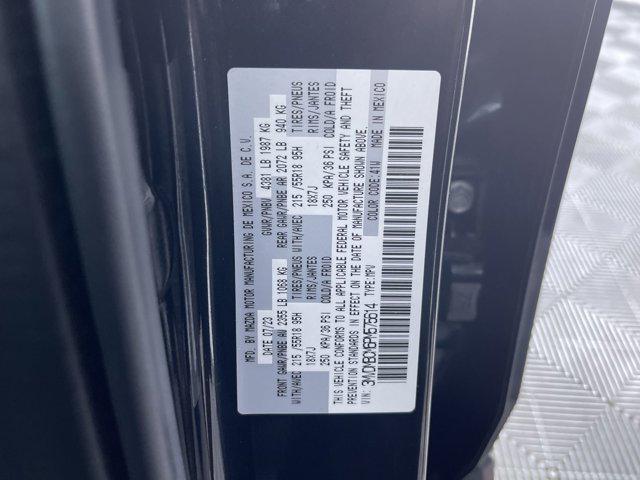 MFD. BY MAZDA MOTOR MANUFACTURING DE MEXICO S.A. DE C.V.
DATE 07/23 GVWR/PNBV 4381 LB 1987 KG
FRONT GAWR/PNBE AV 2355 LB 1068 KG REAR GAWR/PNBE AR 2072 LB 940 KG
WITH/AVEC 215 /55R18 95H TIRES/PNEUS WITH/AVEC 215 /55R18 95H TIRES/PNEUS
18X7J RIMS/JANTES 18X7J RIMS/JANTES
250 KPA/36 PSI COLD/A FROID 250 KPA/36 PSI COLD/A FROID
THIS VEHICLE CONFORMS TO ALL APPLICABLE FEDERAL MOTOR VEHICLE SAFETY AND THEFT
PREVENTION STANDARDS IN EFFECT ON THE DATE OF MANUFACTURE SHOWN ABOVE.
VIN: TYPE: MPV COLOR CODE: 41W MADE IN MEXICO